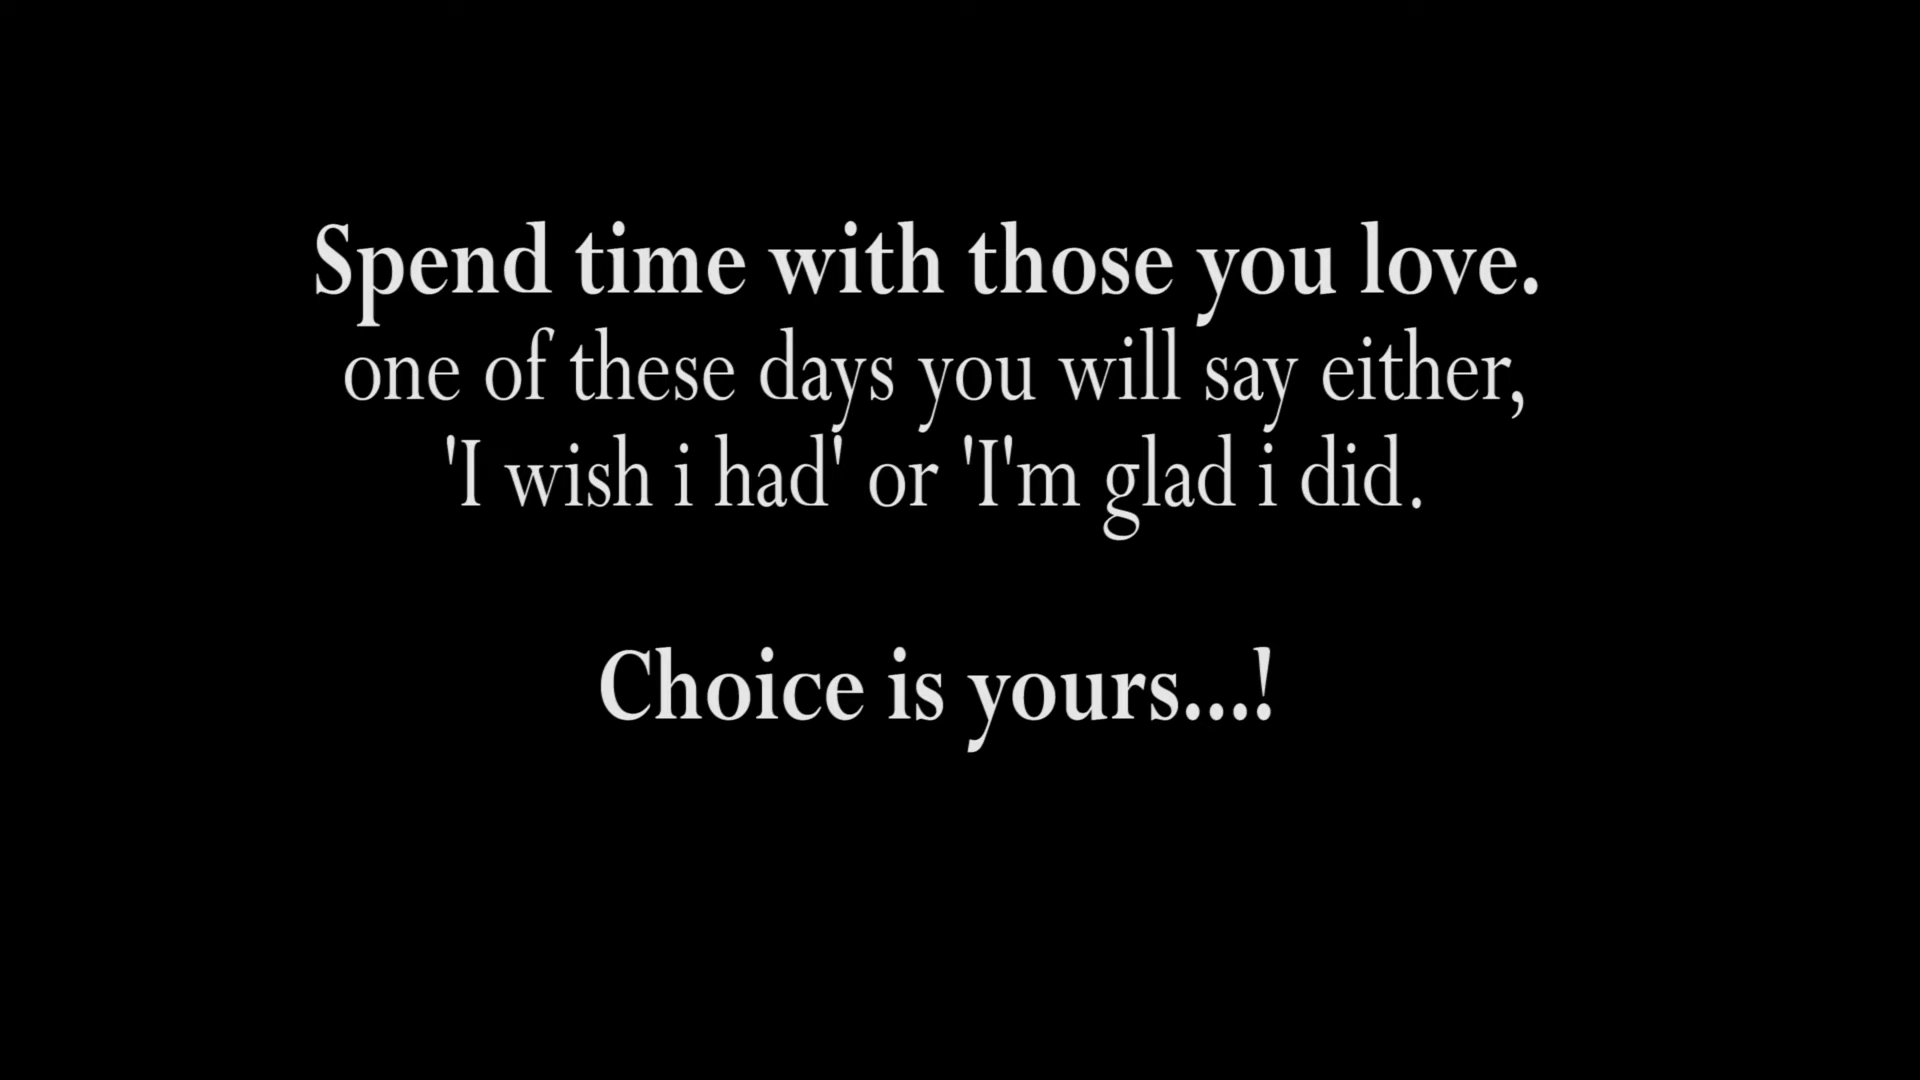 Spend time with those you love.
one of these days you will say either,
'I wish i had' or 'I'm glad i did.
Choice is yours...!